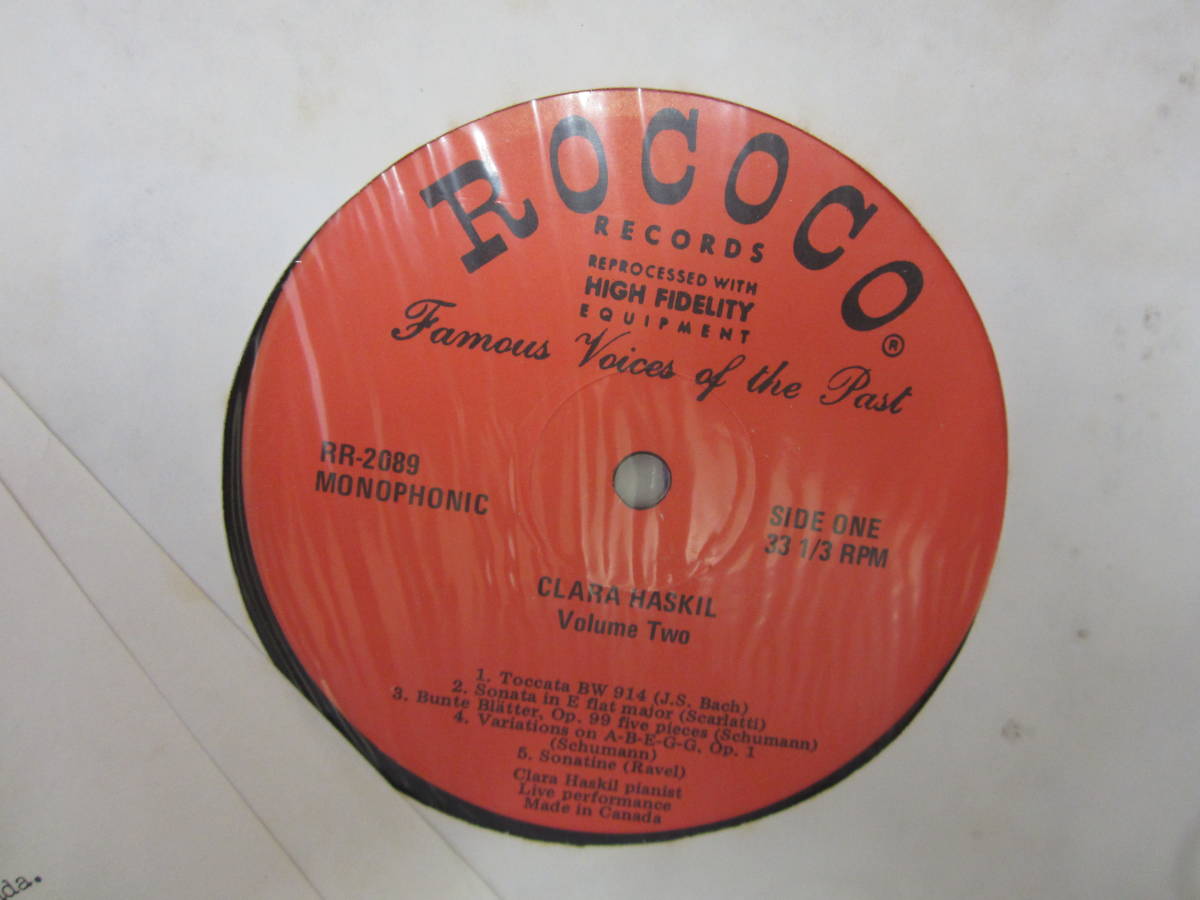 ROCOCO
®
RECORDS
REPROCESSED WITH
HIGH FIDELITY
EQUIPMENT
Famous Voices of the Past
RR-2089
MONOPHONIC
SIDE ONE
33 1/3 RPM
CLARA HASKIL
Volume Two
1. Toccata BW 914 (J.S. Bach)
2. Sonata in E flat major (Scarlatti)
3. Bunte Blätter, Op. 99 five pieces (Schumann)
4. Variations on A-B-E-G-G, Op. 1
(Schumann)
5. Sonatine (Ravel)
Clara Haskil pianist
Live performance
Made in Canada